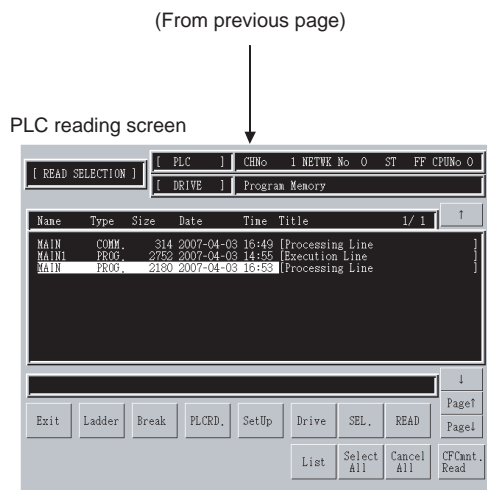 (From previous page)
PLC reading screen
[ READ SELECTION ]
[ PLC ] CHNo 1 NETWK No 0 ST FF CPUNo 0
[ DRIVE ] Program Memory
Name Type Size Date Time Title 1/ 1 ↑
MAIN COMM. 314 2007-04-03 16:49 [Processing Line ]
MAIN1 PROG. 2752 2007-04-03 14:55 [Execution Line ]
MAIN PROG. 2180 2007-04-03 16:53 [Processing Line ]
↓
Page↑
Exit Ladder Break PLCRD. SetUp Drive SEL. READ Page↓
List Select All Cancel All CFCmnt. Read